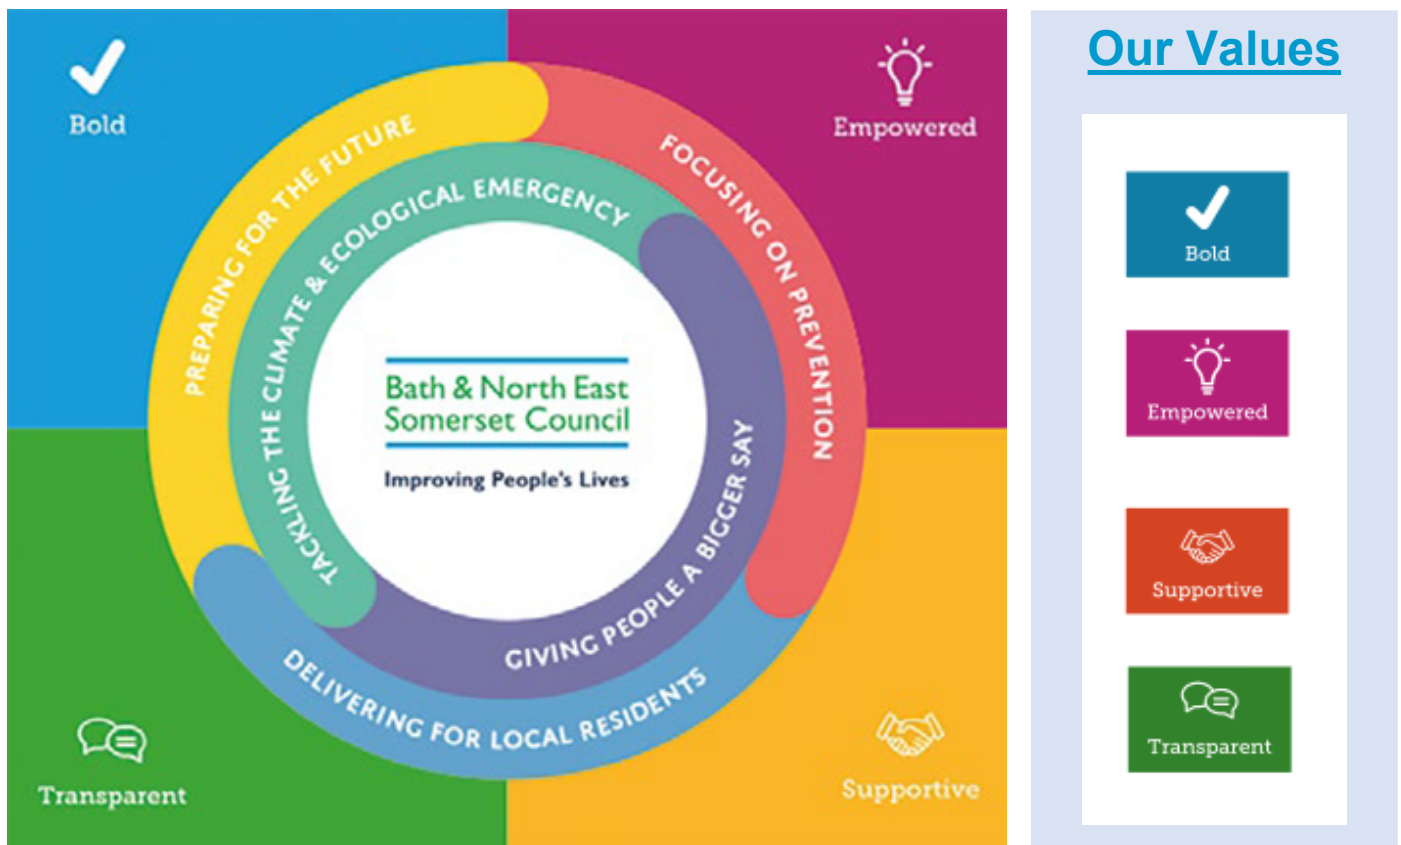 Bold
Empowered
PREPARING FOR THE FUTURE
FOCUSING ON PREVENTION
TACKLING THE CLIMATE & ECOLOGICAL EMERGENCY
Bath & North East
Somerset Council
Improving People's Lives
GIVING PEOPLE A BIGGER SAY
DELIVERING FOR LOCAL RESIDENTS
Transparent
Supportive
Our Values
Bold
Empowered
Supportive
Transparent